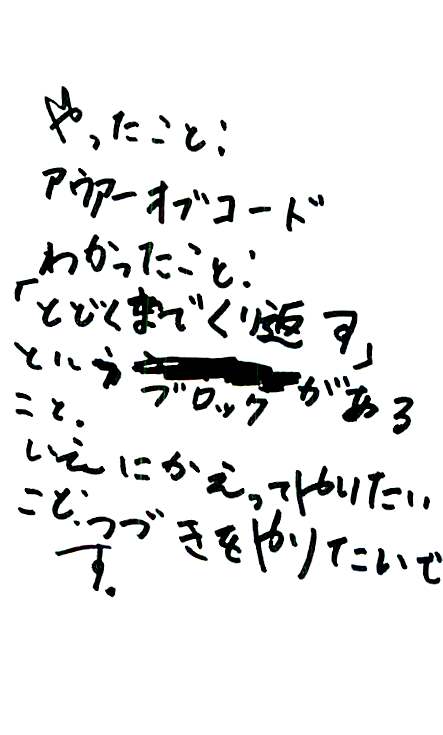 やったこと：
アウアーオブコード
わかったこと：
「とどくまでくり返す」
という
ブロックがある
こと.
いえにかえってやりたい
こと：つづきをやりたいで
す.